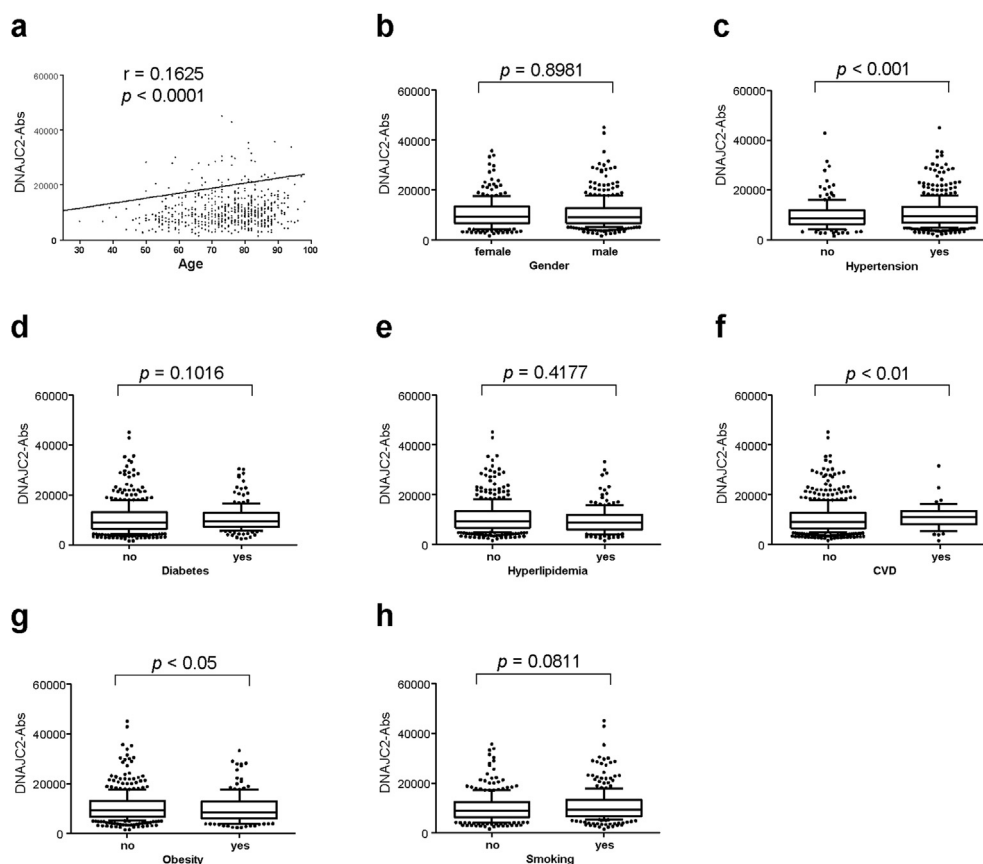 a
r = 0.1625
p < 0.0001
DNAJC2-Abs
60000
40000
20000
0
30 40 50 60 70 80 90 100
Age
b
p = 0.8981
DNAJC2-Abs
60000
40000
20000
0
female male
Gender
c
p < 0.001
DNAJC2-Abs
60000
40000
20000
0
no yes
Hypertension
d
p = 0.1016
DNAJC2-Abs
60000
40000
20000
0
no yes
Diabetes
e
p = 0.4177
DNAJC2-Abs
60000
40000
20000
0
no yes
Hyperlipidemia
f
p < 0.01
DNAJC2-Abs
60000
40000
20000
0
no yes
CVD
g
p < 0.05
DNAJC2-Abs
60000
40000
20000
0
no yes
Obesity
h
p = 0.0811
DNAJC2-Abs
60000
40000
20000
0
no yes
Smoking